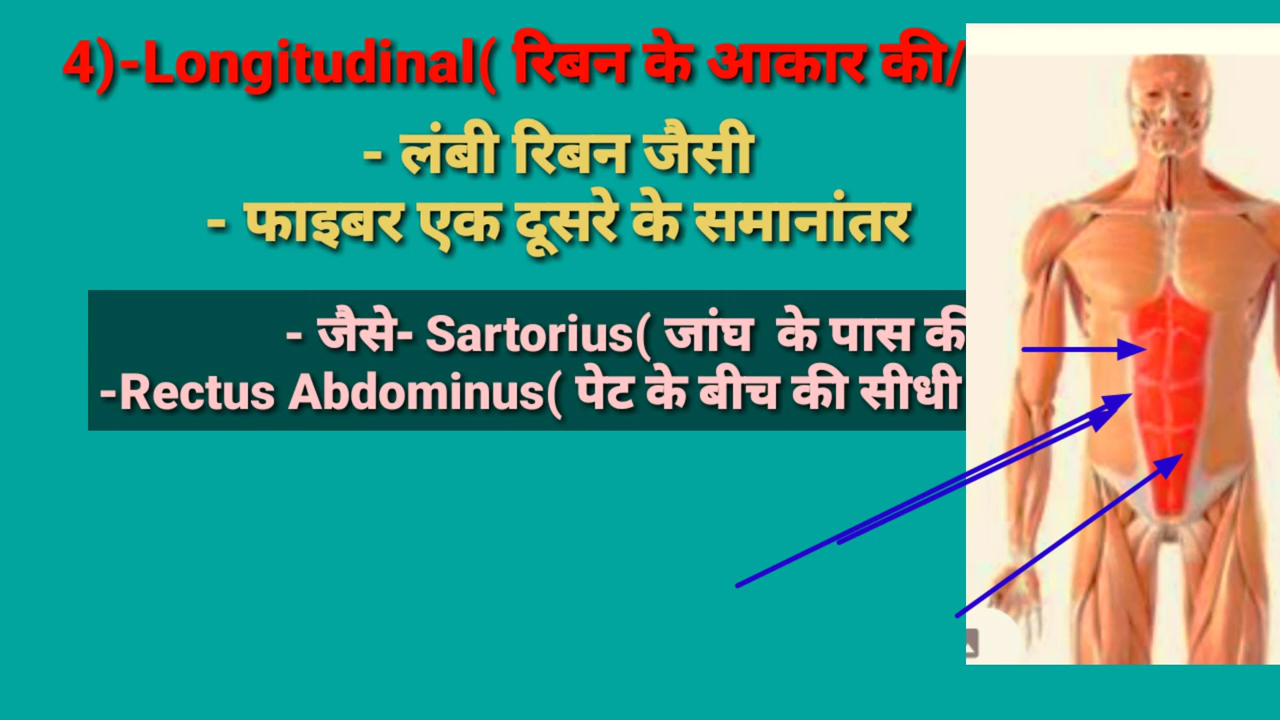 4)-Longitudinal( रिबन के आकार की/
- लंबी रिबन जैसी
- फाइबर एक दूसरे के समानांतर
- जैसे- Sartorius( जांघ के पास की
-Rectus Abdominus( पेट के बीच की सीधी